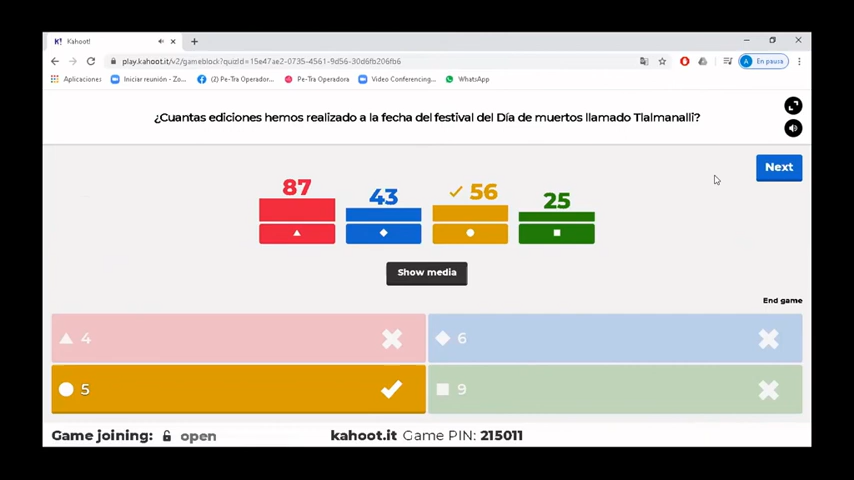 K! Kahoot!
play.kahoot.it/v2/gameblock?quizId=15e47ae2-0735-4561-9d56-30d6fb206fb6
En pausa
Aplicaciones Iniciar reunión - Zo... (2) Pe-Tra Operador... Pe-Tra Operadora Video Conferencing... WhatsApp
¿Cuantas ediciones hemos realizado a la fecha del festival del Día de muertos llamado Tlalmanalli?
Next
87 43 56 25
Show media
End game
4
6
5
9
Game joining: open kahoot.it Game PIN: 215011